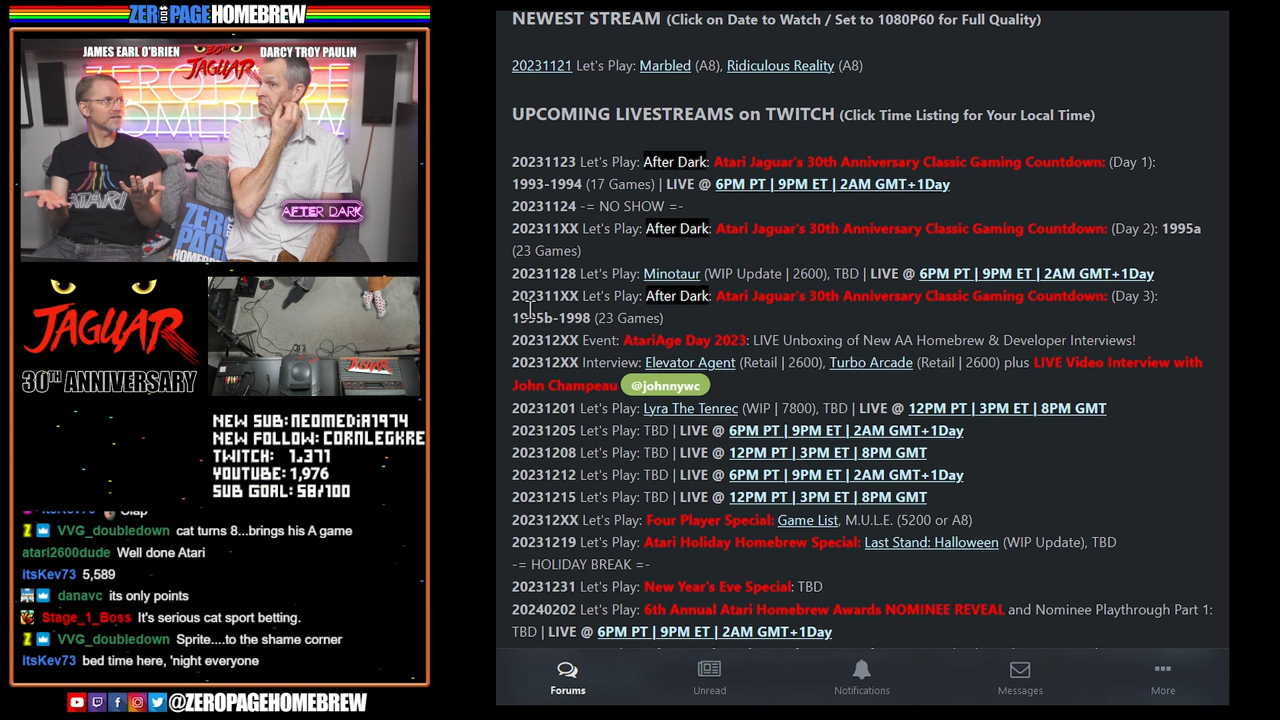 ZERO PAGE HOMEBREW
JAMES EARL O'BRIEN
30TH
JAGUAR
DARCY TROY PAULIN
ZEROPAGE
HOMEBREW
ATARI
ZERO
PAGE
HOMEBREW
AFTER DARK
JAGUAR
30TH ANNIVERSARY
JAGUAR
NEW SUB: NEOMEDIA1974
NEW FOLLOW: CORNLEGKRE
TWITCH: 1,371
YOUTUBE: 1,976
SUB GOAL: 58/100
itsKev73 Clap
VVG_doubledown cat turns 8...brings his A game
atari2600dude Well done Atari
itsKev73 5,589
danavc its only points
Stage_1_Boss It's serious cat sport betting.
VVG_doubledown Sprite....to the shame corner
itsKev73 bed time here, 'night everyone
@ZEROPAGEHOMEBREW
NEWEST STREAM (Click on Date to Watch / Set to 1080P60 for Full Quality)
20231121 Let's Play: Marbled (A8), Ridiculous Reality (A8)
UPCOMING LIVESTREAMS on TWITCH (Click Time Listing for Your Local Time)
20231123 Let's Play: After Dark: Atari Jaguar's 30th Anniversary Classic Gaming Countdown: (Day 1):
1993-1994 (17 Games) | LIVE @ 6PM PT | 9PM ET | 2AM GMT+1Day
20231124 -= NO SHOW =-
202311XX Let's Play: After Dark: Atari Jaguar's 30th Anniversary Classic Gaming Countdown: (Day 2): 1995a
(23 Games)
20231128 Let's Play: Minotaur (WIP Update | 2600), TBD | LIVE @ 6PM PT | 9PM ET | 2AM GMT+1Day
202311XX Let's Play: After Dark: Atari Jaguar's 30th Anniversary Classic Gaming Countdown: (Day 3):
1995b-1998 (23 Games)
202312XX Event: AtariAge Day 2023: LIVE Unboxing of New AA Homebrew & Developer Interviews!
202312XX Interview: Elevator Agent (Retail | 2600), Turbo Arcade (Retail | 2600) plus LIVE Video Interview with
John Champeau @johnnywc
20231201 Let's Play: Lyra The Tenrec (WIP | 7800), TBD | LIVE @ 12PM PT | 3PM ET | 8PM GMT
20231205 Let's Play: TBD | LIVE @ 6PM PT | 9PM ET | 2AM GMT+1Day
20231208 Let's Play: TBD | LIVE @ 12PM PT | 3PM ET | 8PM GMT
20231212 Let's Play: TBD | LIVE @ 6PM PT | 9PM ET | 2AM GMT+1Day
20231215 Let's Play: TBD | LIVE @ 12PM PT | 3PM ET | 8PM GMT
202312XX Let's Play: Four Player Special: Game List, M.U.L.E. (5200 or A8)
20231219 Let's Play: Atari Holiday Homebrew Special: Last Stand: Halloween (WIP Update), TBD
-= HOLIDAY BREAK =-
20231231 Let's Play: New Year's Eve Special: TBD
20240202 Let's Play: 6th Annual Atari Homebrew Awards NOMINEE REVEAL and Nominee Playthrough Part 1:
TBD | LIVE @ 6PM PT | 9PM ET | 2AM GMT+1Day
Forums
Unread
Notifications
Messages
More